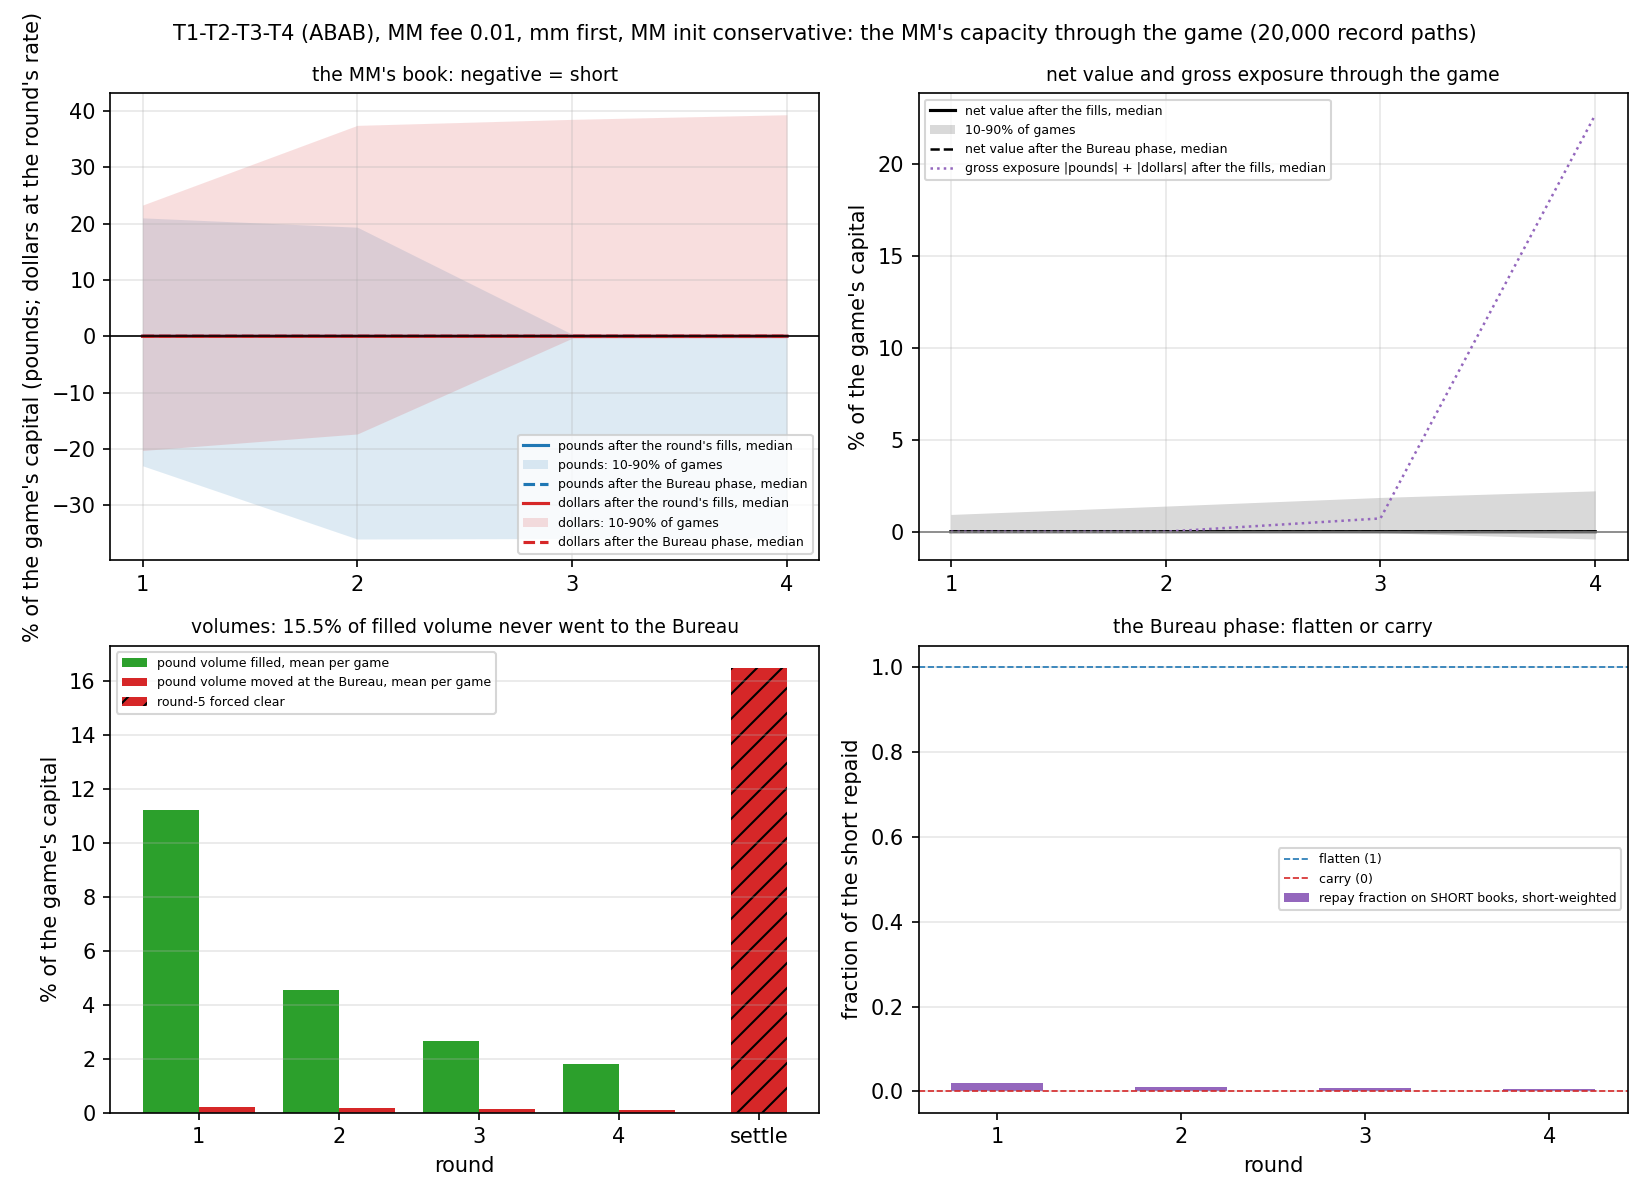 T1-T2-T3-T4 (ABAB), MM fee 0.01, mm first, MM init conservative: the MM's capacity through the game (20,000 record paths)
the MM's book: negative = short
% of the game's capital (pounds; dollars at the round's rate)
40
30
20
10
0
−10
−20
−30
pounds after the round's fills, median
pounds: 10-90% of games
pounds after the Bureau phase, median
dollars after the round's fills, median
dollars: 10-90% of games
dollars after the Bureau phase, median
1
2
3
4
net value and gross exposure through the game
% of the game's capital
20
15
10
5
0
net value after the fills, median
10-90% of games
net value after the Bureau phase, median
gross exposure |pounds| + |dollars| after the fills, median
1
2
3
4
volumes: 15.5% of filled volume never went to the Bureau
% of the game's capital
16
14
12
10
8
6
4
2
0
pound volume filled, mean per game
pound volume moved at the Bureau, mean per game
round-5 forced clear
1
2
3
4
settle
round
the Bureau phase: flatten or carry
fraction of the short repaid
1.0
0.8
0.6
0.4
0.2
0.0
flatten (1)
carry (0)
repay fraction on SHORT books, short-weighted
1
2
3
4
round